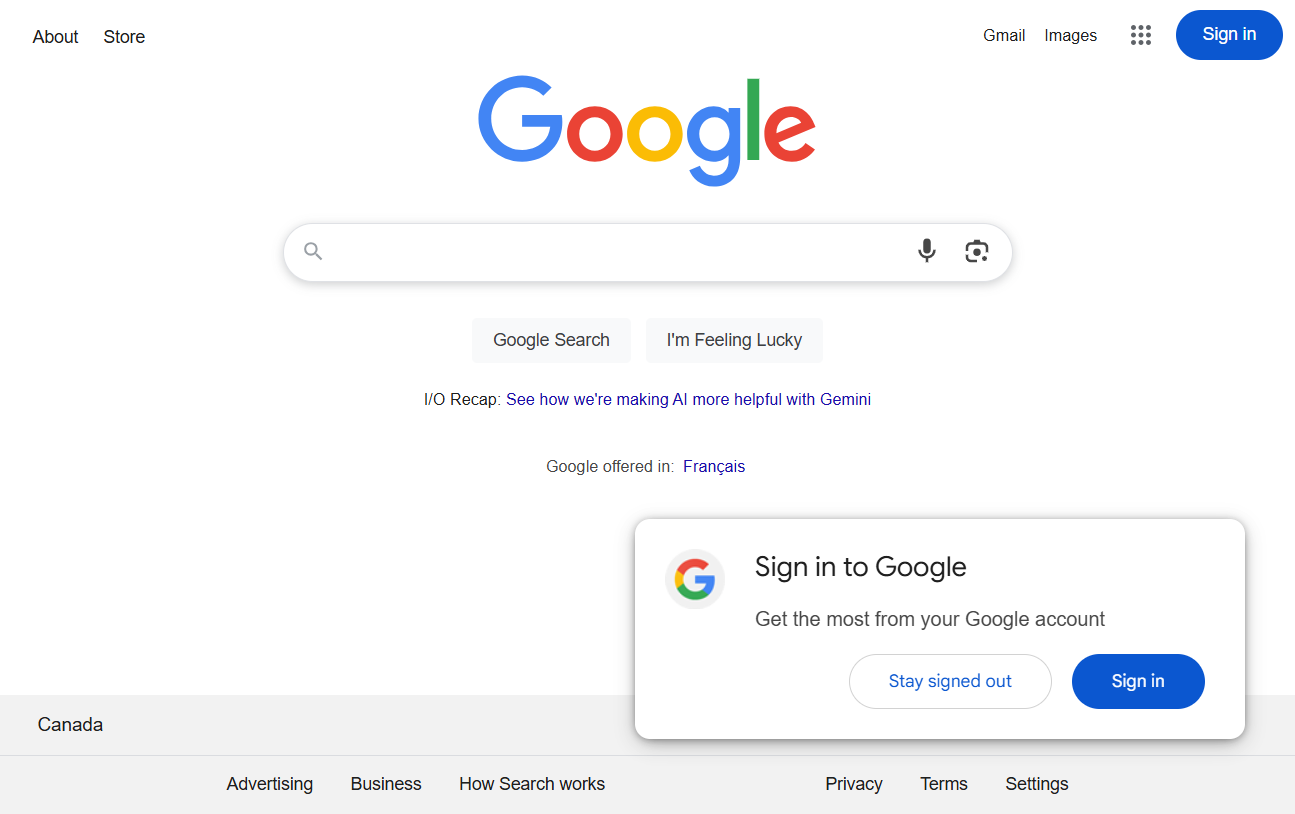 About Store Gmail Images Sign in
Google
Google Search I'm Feeling Lucky
I/O Recap: See how we're making AI more helpful with Gemini
Google offered in: Français
Sign in to Google
Get the most from your Google account
Stay signed out Sign in
Canada
Advertising Business How Search works Privacy Terms Settings